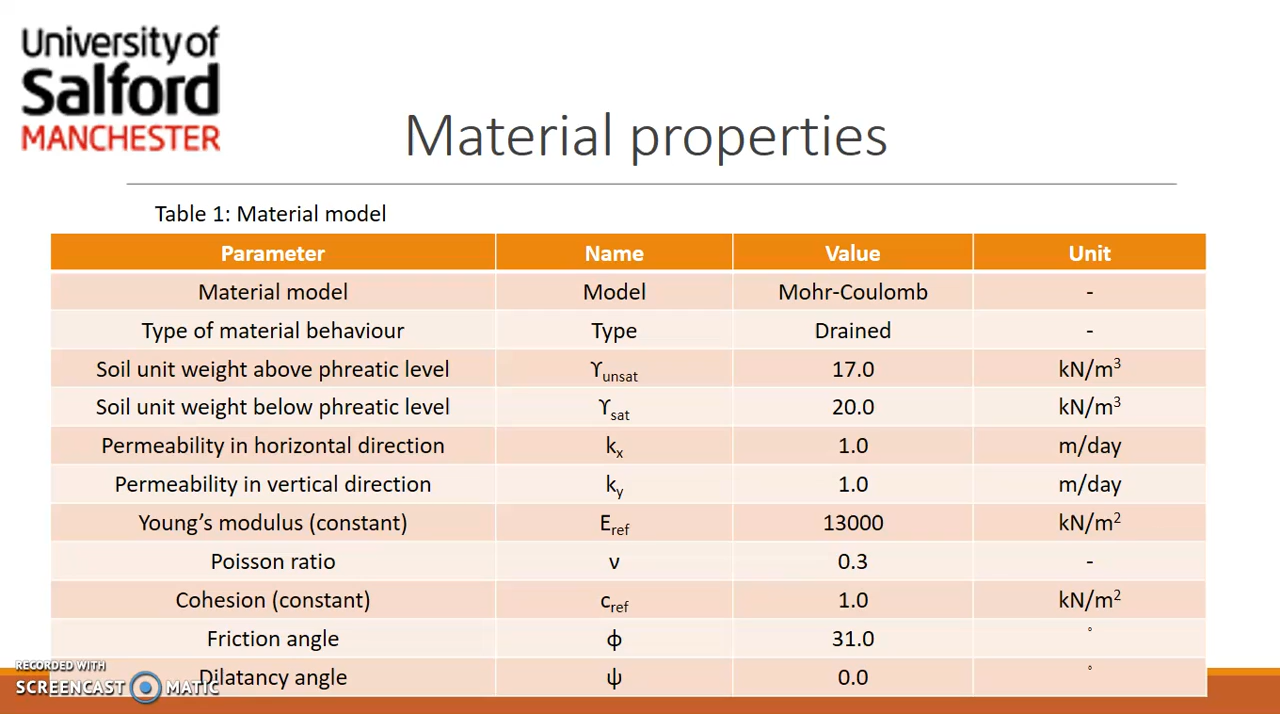 University of
Salford
MANCHESTER
Material properties
Table 1: Material model
Parameter Name Value Unit
Material model Model Mohr-Coulomb -
Type of material behaviour Type Drained -
Soil unit weight above phreatic level ϒunsat 17.0 kN/m³
Soil unit weight below phreatic level ϒsat 20.0 kN/m³
Permeability in horizontal direction kx 1.0 m/day
Permeability in vertical direction ky 1.0 m/day
Young’s modulus (constant) Eref 13000 kN/m²
Poisson ratio ν 0.3 -
Cohesion (constant) cref 1.0 kN/m²
Friction angle ϕ 31.0 °
Dilatancy angle ψ 0.0 °
RECORDED WITH
SCREENCAST MATIC